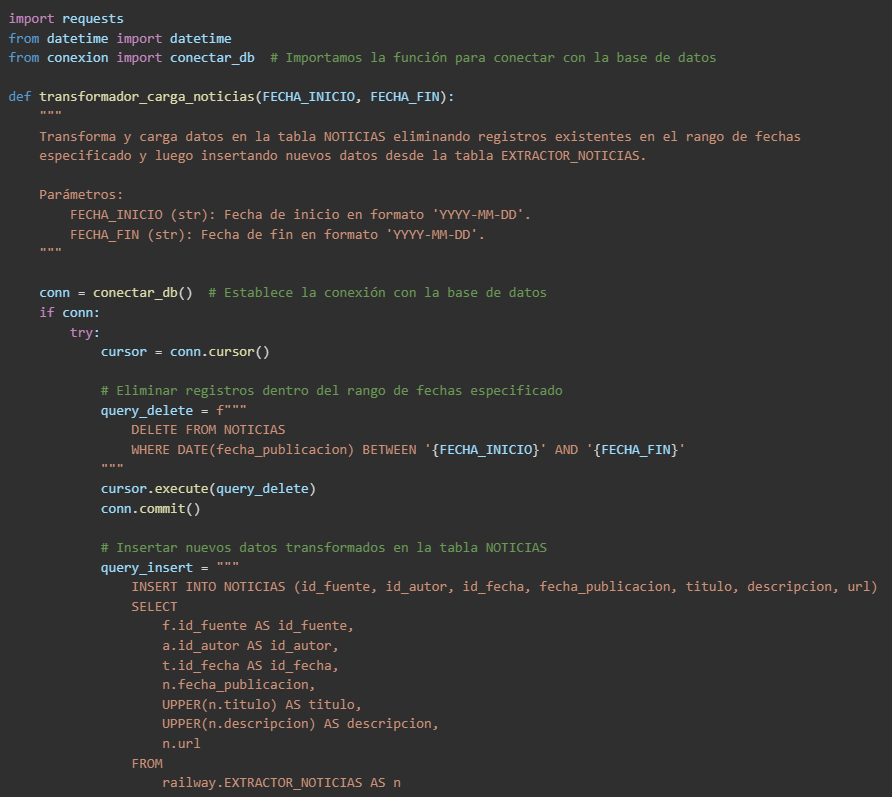 import requests
from datetime import datetime
from conexion import conectar_db  # Importamos la función para conectar con la base de datos

def transformador_carga_noticias(FECHA_INICIO, FECHA_FIN):
    """
    Transforma y carga datos en la tabla NOTICIAS eliminando registros existentes en el rango de fechas
    especificado y luego insertando nuevos datos desde la tabla EXTRACTOR_NOTICIAS.

    Parámetros:
        FECHA_INICIO (str): Fecha de inicio en formato 'YYYY-MM-DD'.
        FECHA_FIN (str): Fecha de fin en formato 'YYYY-MM-DD'.
    """

    conn = conectar_db()  # Establece la conexión con la base de datos
    if conn:
        try:
            cursor = conn.cursor()

            # Eliminar registros dentro del rango de fechas especificado
            query_delete = f"""
                DELETE FROM NOTICIAS
                WHERE DATE(fecha_publicacion) BETWEEN '{FECHA_INICIO}' AND '{FECHA_FIN}'
            """
            cursor.execute(query_delete)
            conn.commit()

            # Insertar nuevos datos transformados en la tabla NOTICIAS
            query_insert = """
                INSERT INTO NOTICIAS (id_fuente, id_autor, id_fecha, fecha_publicacion, titulo, descripcion, url)
                SELECT
                    f.id_fuente AS id_fuente,
                    a.id_autor AS id_autor,
                    t.id_fecha AS id_fecha,
                    n.fecha_publicacion,
                    UPPER(n.titulo) AS titulo,
                    UPPER(n.descripcion) AS descripcion,
                    n.url
                FROM
                    railway.EXTRACTOR_NOTICIAS AS n